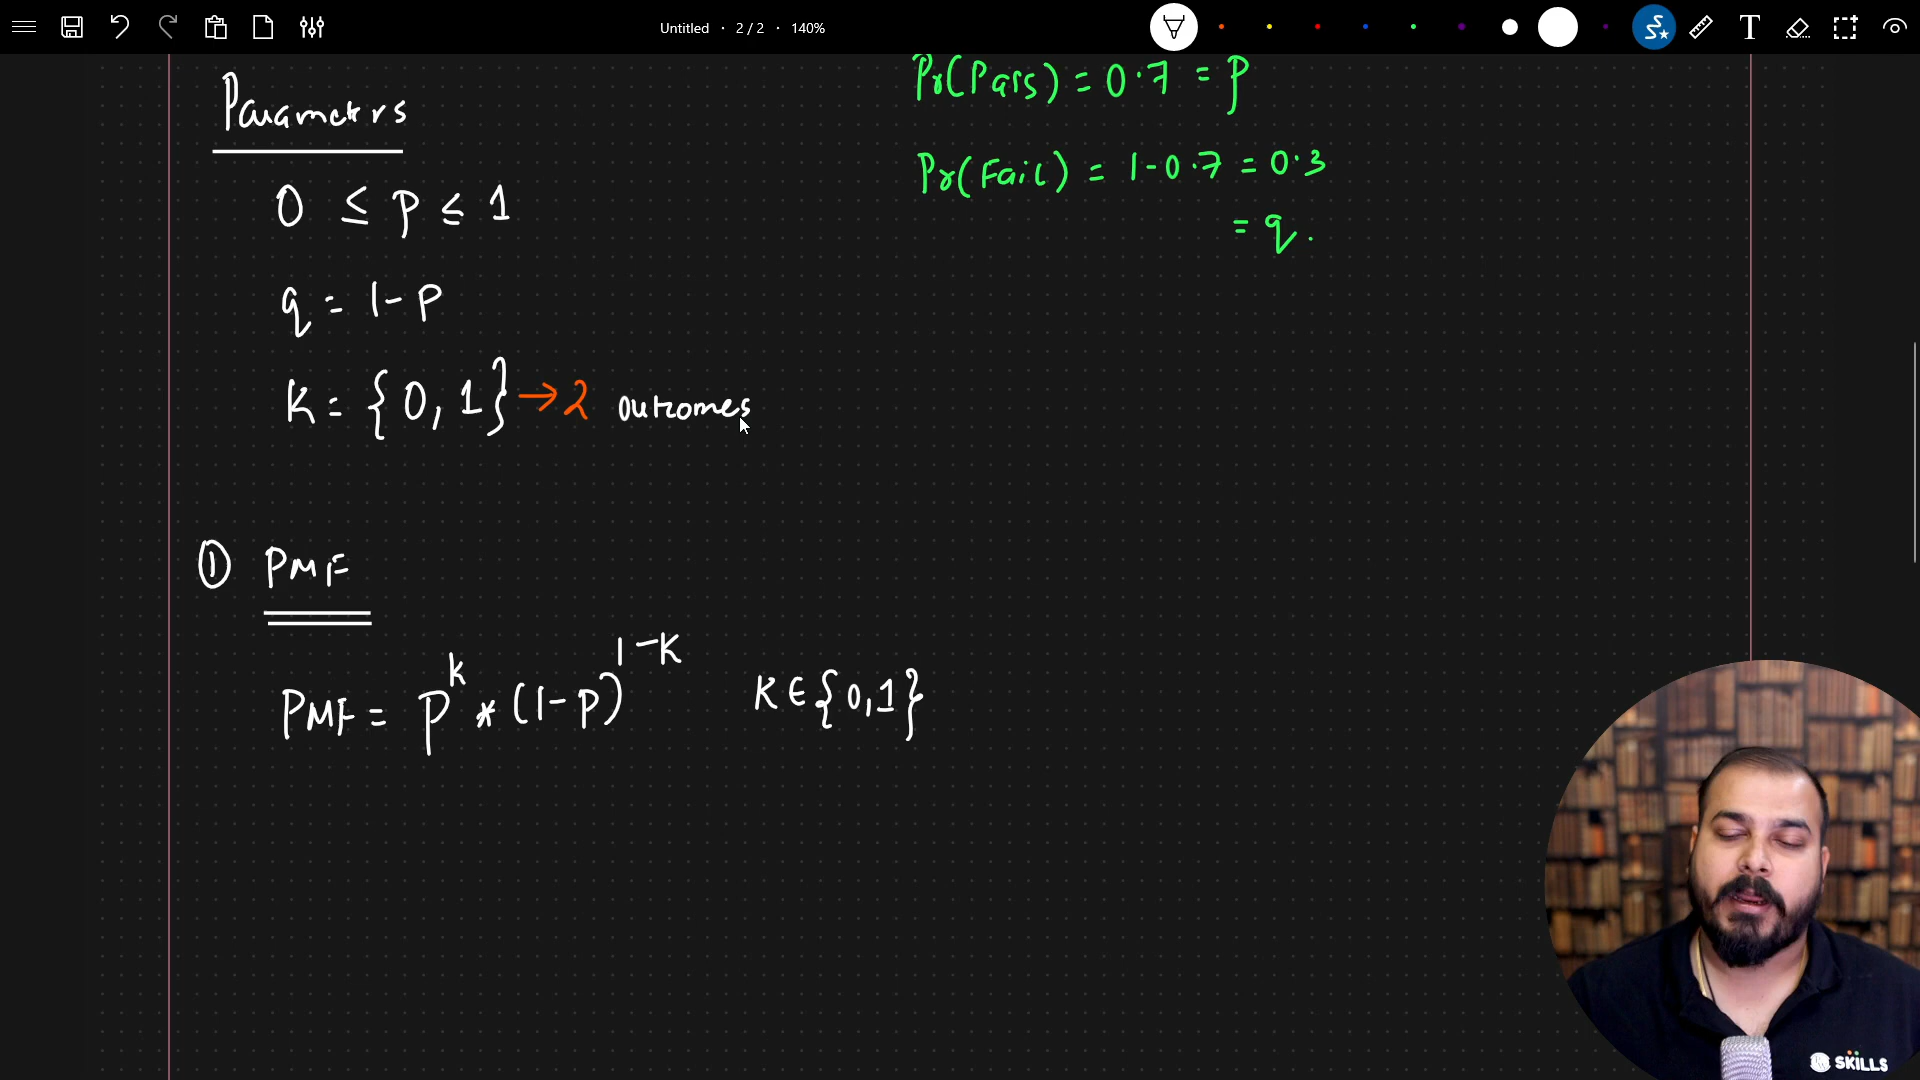 Untitled · 2 / 2 · 140%
Parameters
0 ≤ p ≤ 1
q = 1 - p
K = {0, 1} → 2 outcomes
Pr(Pass) = 0.7 = p
Pr(Fail) = 1 - 0.7 = 0.3
= q.
① PMF
PMF = p^k * (1-p)^1-K K ∈ {0, 1}
SKILLS